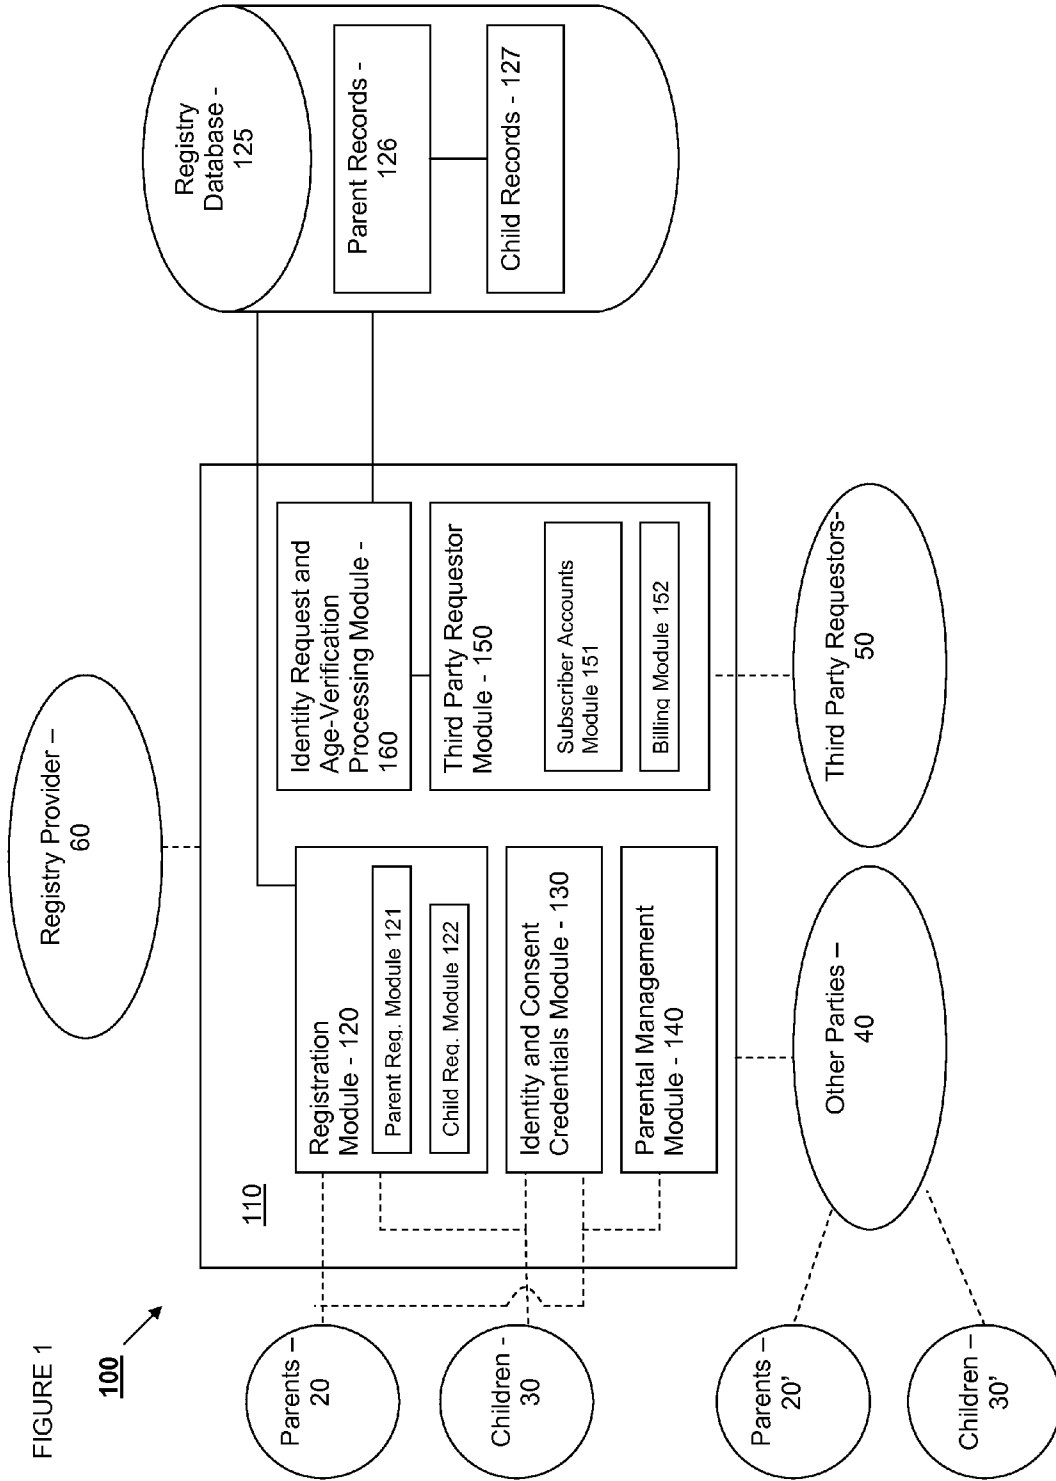 FIGURE 1
100
Registry Provider –
60
110
Registration
Module - 120
Parent Reg. Module 121
Child Reg. Module 122
Identity and Consent
Credentials Module - 130
Parental Management
Module - 140
Identity Request and
Age-Verification
Processing Module -
160
Third Party Requestor
Module - 150
Subscriber Accounts
Module 151
Billing Module 152
Registry
Database -
125
Parent Records -
126
Child Records - 127
Parents –
20
Children -
30
Parents –
20'
Children –
30'
Other Parties –
40
Third Party Requestors-
50